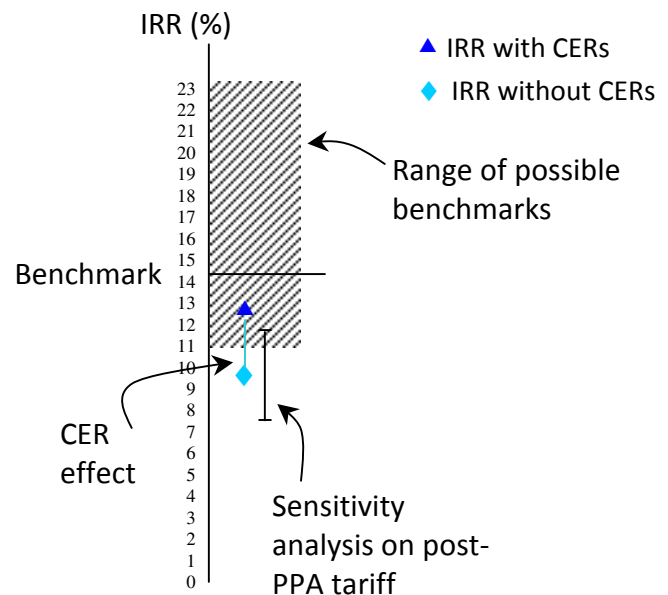 IRR (%)
IRR with CERs
IRR without CERs
23
22
21
20
19
18
17
16
15
14
13
12
11
10
9
8
7
6
5
4
3
2
1
0
Range of possible
benchmarks
Benchmark
CER
effect
Sensitivity
analysis on post-
PPA tariff